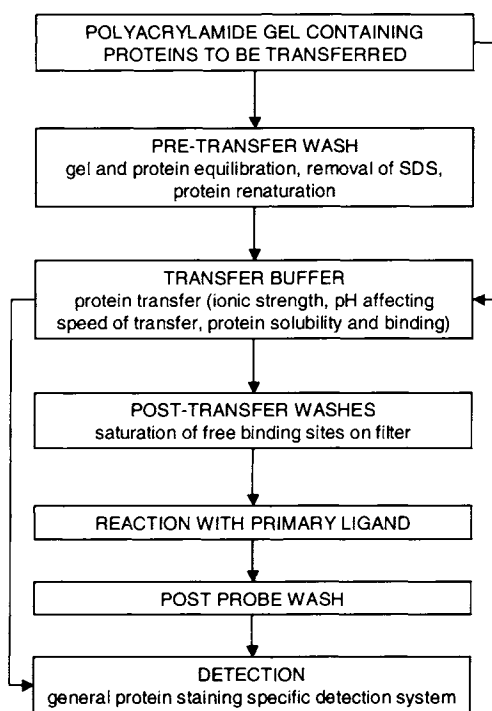 POLYACRYLAMIDE GEL CONTAINING
PROTEINS TO BE TRANSFERRED
PRE-TRANSFER WASH
gel and protein equilibration, removal of SDS,
protein renaturation
TRANSFER BUFFER
protein transfer (ionic strength, pH affecting
speed of transfer, protein solubility and binding)
POST-TRANSFER WASHES
saturation of free binding sites on filter
REACTION WITH PRIMARY LIGAND
POST PROBE WASH
DETECTION
general protein staining specific detection system